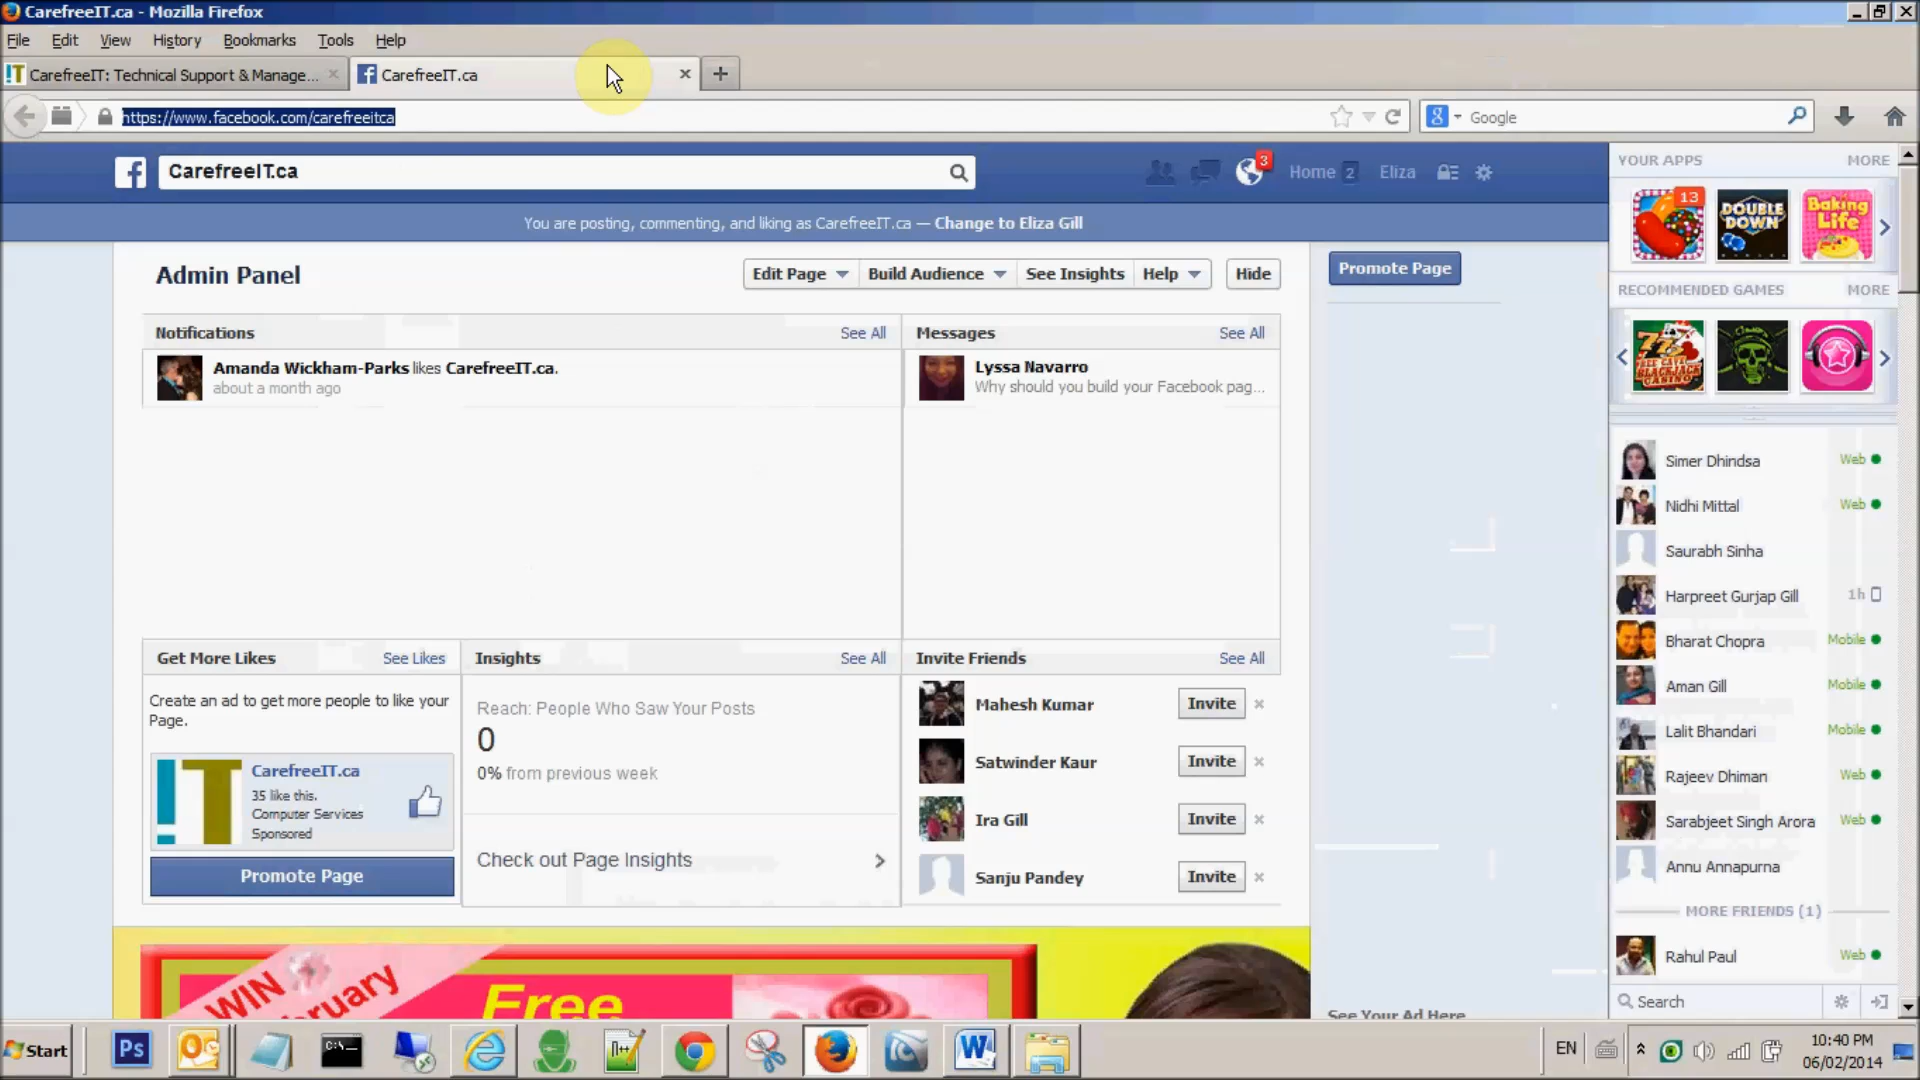 CarefreeIT.ca - Mozilla Firefox
File Edit View History Bookmarks Tools Help
CarefreeIT: Technical Support & Manage... CarefreeIT.ca
https://www.facebook.com/carefreeitca
Google
CarefreeIT.ca
3
Home 2 Eliza
You are posting, commenting, and liking as CarefreeIT.ca — Change to Eliza Gill
Admin Panel
Edit Page Build Audience See Insights Help Hide
Promote Page
Notifications See All
Amanda Wickham-Parks likes CarefreeIT.ca.
about a month ago
Messages See All
Lyssa Navarro
Why should you build your Facebook pag...
Get More Likes See Likes
Create an ad to get more people to like your
Page.
!T
CarefreeIT.ca
35 like this.
Computer Services
Sponsored
Promote Page
Insights See All
Reach: People Who Saw Your Posts
0
0% from previous week
Check out Page Insights
Invite Friends See All
Mahesh Kumar Invite
Satwinder Kaur Invite
Ira Gill Invite
Sanju Pandey Invite
WIN
Free
See Your Ad Here
YOUR APPS MORE
13
DOUBLE
DOWN
Baking
Life
RECOMMENDED GAMES MORE
777
BLACKJACK
CASINO
Simer Dhindsa Web
Nidhi Mittal Web
Saurabh Sinha
Harpreet Gurjap Gill 1h
Bharat Chopra Mobile
Aman Gill Mobile
Lalit Bhandari Mobile
Rajeev Dhiman Web
Sarabjeet Singh Arora Web
Annu Annapurna
MORE FRIENDS (1)
Rahul Paul Web
Search
Start
Ps
EN
10:40 PM
06/02/2014